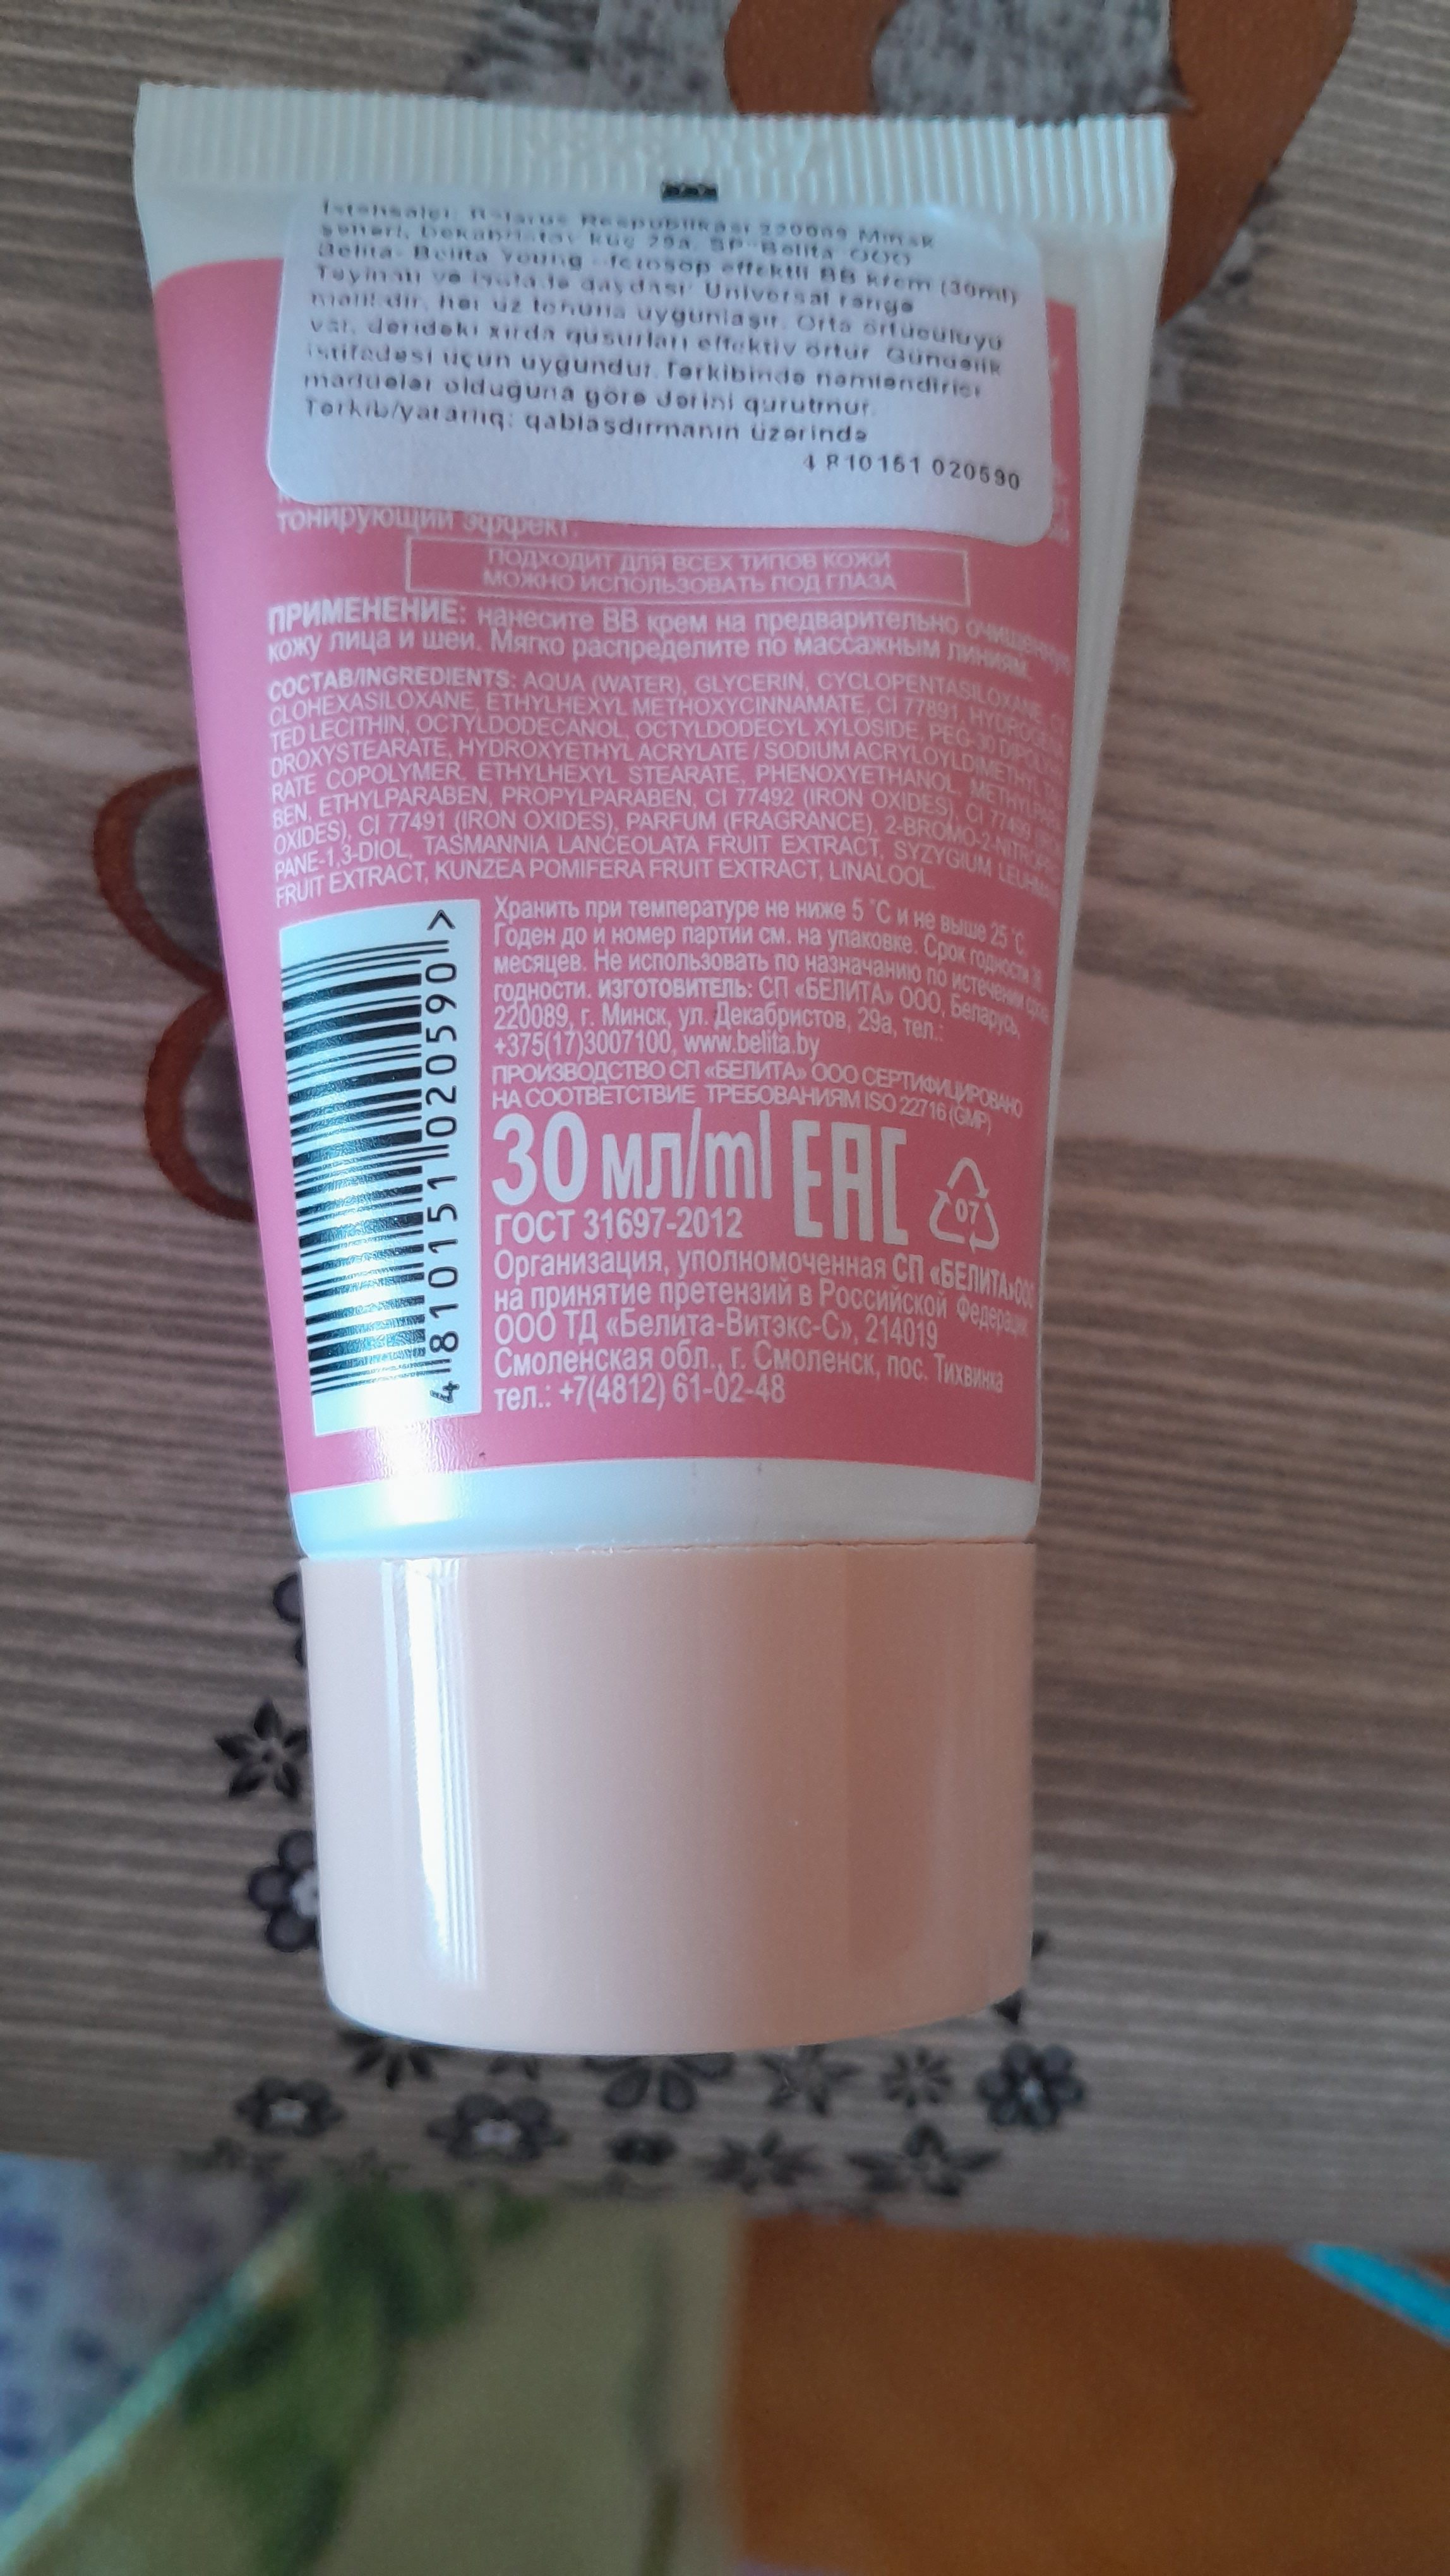 İstehsalçı: Belarus Respublikası 220089 Minsk
şəhəri, Dekabristov küç 29a. SP Belita OOO
Belita- Belita Young fotoşop effektli BB krem (30ml)
Təyinatı və istifadə qaydası: Universal rəngə
malikdir, hər üz tonuna uyğunlaşır. Orta örtücülüyü
var, dəridəki xırda qüsurları effektiv örtür. Gündəlik
istifadəsi üçün uyğundur. Tərkibində nəmləndirici
maddələr olduğuna görə dərini qurutmur.
Tərkib/yararlıq: qablaşdırmanın üzərində
4 810151 020590
тонирующий эффект.
ПОДХОДИТ ДЛЯ ВСЕХ ТИПОВ КОЖИ
МОЖНО ИСПОЛЬЗОВАТЬ ПОД ГЛАЗА
ПРИМЕНЕНИЕ: нанесите BB крем на предварительно очищенную
кожу лица и шеи. Мягко распределите по массажным линиям.
СОСТАВ/INGREDIENTS: AQUA (WATER), GLYCERIN, CYCLOPENTASILOXANE,
CLOHEXASILOXANE, ETHYLHEXYL METHOXYCINNAMATE, CI 77891, HYDROGENA
TED LECITHIN, OCTYLDODECANOL, OCTYLDODECYL XYLOSIDE, PEG-30
DROXYSTEARATE, HYDROXYETHYL ACRYLATE / SODIUM ACRYLOYLDIMETHYL
RATE COPOLYMER, ETHYLHEXYL STEARATE, PHENOXYETHANOL, METHYLPARA
BEN, ETHYLPARABEN, PROPYLPARABEN, CI 77492 (IRON OXIDES), CI 77499 (IRON
OXIDES), CI 77491 (IRON OXIDES), PARFUM (FRAGRANCE), 2-BROMO-2-NITROPRO
PANE-1,3-DIOL, TASMANNIA LANCEOLATA FRUIT EXTRACT, SYZYGIUM
FRUIT EXTRACT, KUNZEA POMIFERA FRUIT EXTRACT, LINALOOL.
Хранить при температуре не ниже 5 °С и не выше 25 °С.
Годен до и номер партии см. на упаковке. Срок годности
месяцев. Не использовать по назначанию по истечении срока
годности. ИЗГОТОВИТЕЛЬ: СП «БЕЛИТА» ООО, Беларусь,
220089, г. Минск, ул. Декабристов, 29а, тел.:
+375(17)3007100, www.belita.by
ПРОИЗВОДСТВО СП «БЕЛИТА» ООО СЕРТИФИЦИРОВАНО
НА СООТВЕТСТВИЕ ТРЕБОВАНИЯМ ISO 22716 (GMP)
30 мл/ml EAC 07
ГОСТ 31697-2012
Организация, уполномоченная СП «БЕЛИТА» ООО
на принятие претензий в Российской Федерации
ООО ТД «Белита-Витэкс-С», 214019
Смоленская обл., г. Смоленск, пос. Тихвинка
тел.: +7(4812) 61-02-48
4 810151 020590 >